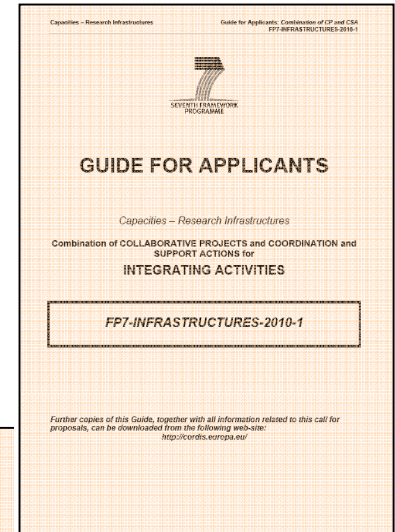 Capacities – Research Infrastructures
Guide for Applicants: Combination of CP and CSA
FP7-INFRASTRUCTURES-2010-1
SEVENTH FRAMEWORK
PROGRAMME
GUIDE FOR APPLICANTS
Capacities – Research Infrastructures
Combination of COLLABORATIVE PROJECTS and COORDINATION and
SUPPORT ACTIONS for
INTEGRATING ACTIVITIES
FP7-INFRASTRUCTURES-2010-1
Further copies of this Guide, together with all information related to this call for
proposals, can be downloaded from the following web-site:
http://cordis.europa.eu/